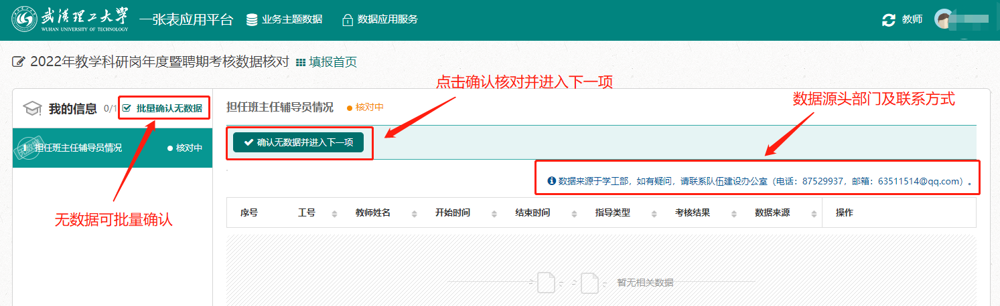 武汉理工大学
WUHAN UNIVERSITY OF TECHNOLOGY
一张表应用平台 业务主题数据 数据应用服务 教师
2022年教学科研岗年度暨聘期考核数据核对 填报首页
点击确认核对并进入下一项
数据源头部门及联系方式
我的信息 0/1 批量确认无数据
担任班主任辅导员情况 核对中
确认无数据并进入下一项
1 担任班主任辅导员情况 核对中
无数据
数据来源于学工部，如有疑问，请联系队伍建设办公室（电话：87529937，邮箱：63511514@qq.com）。
无数据可批量确认
序号 工号 教师姓名 开始时间 结束时间 指导类型 考核结果 数据来源 操作
暂无相关数据